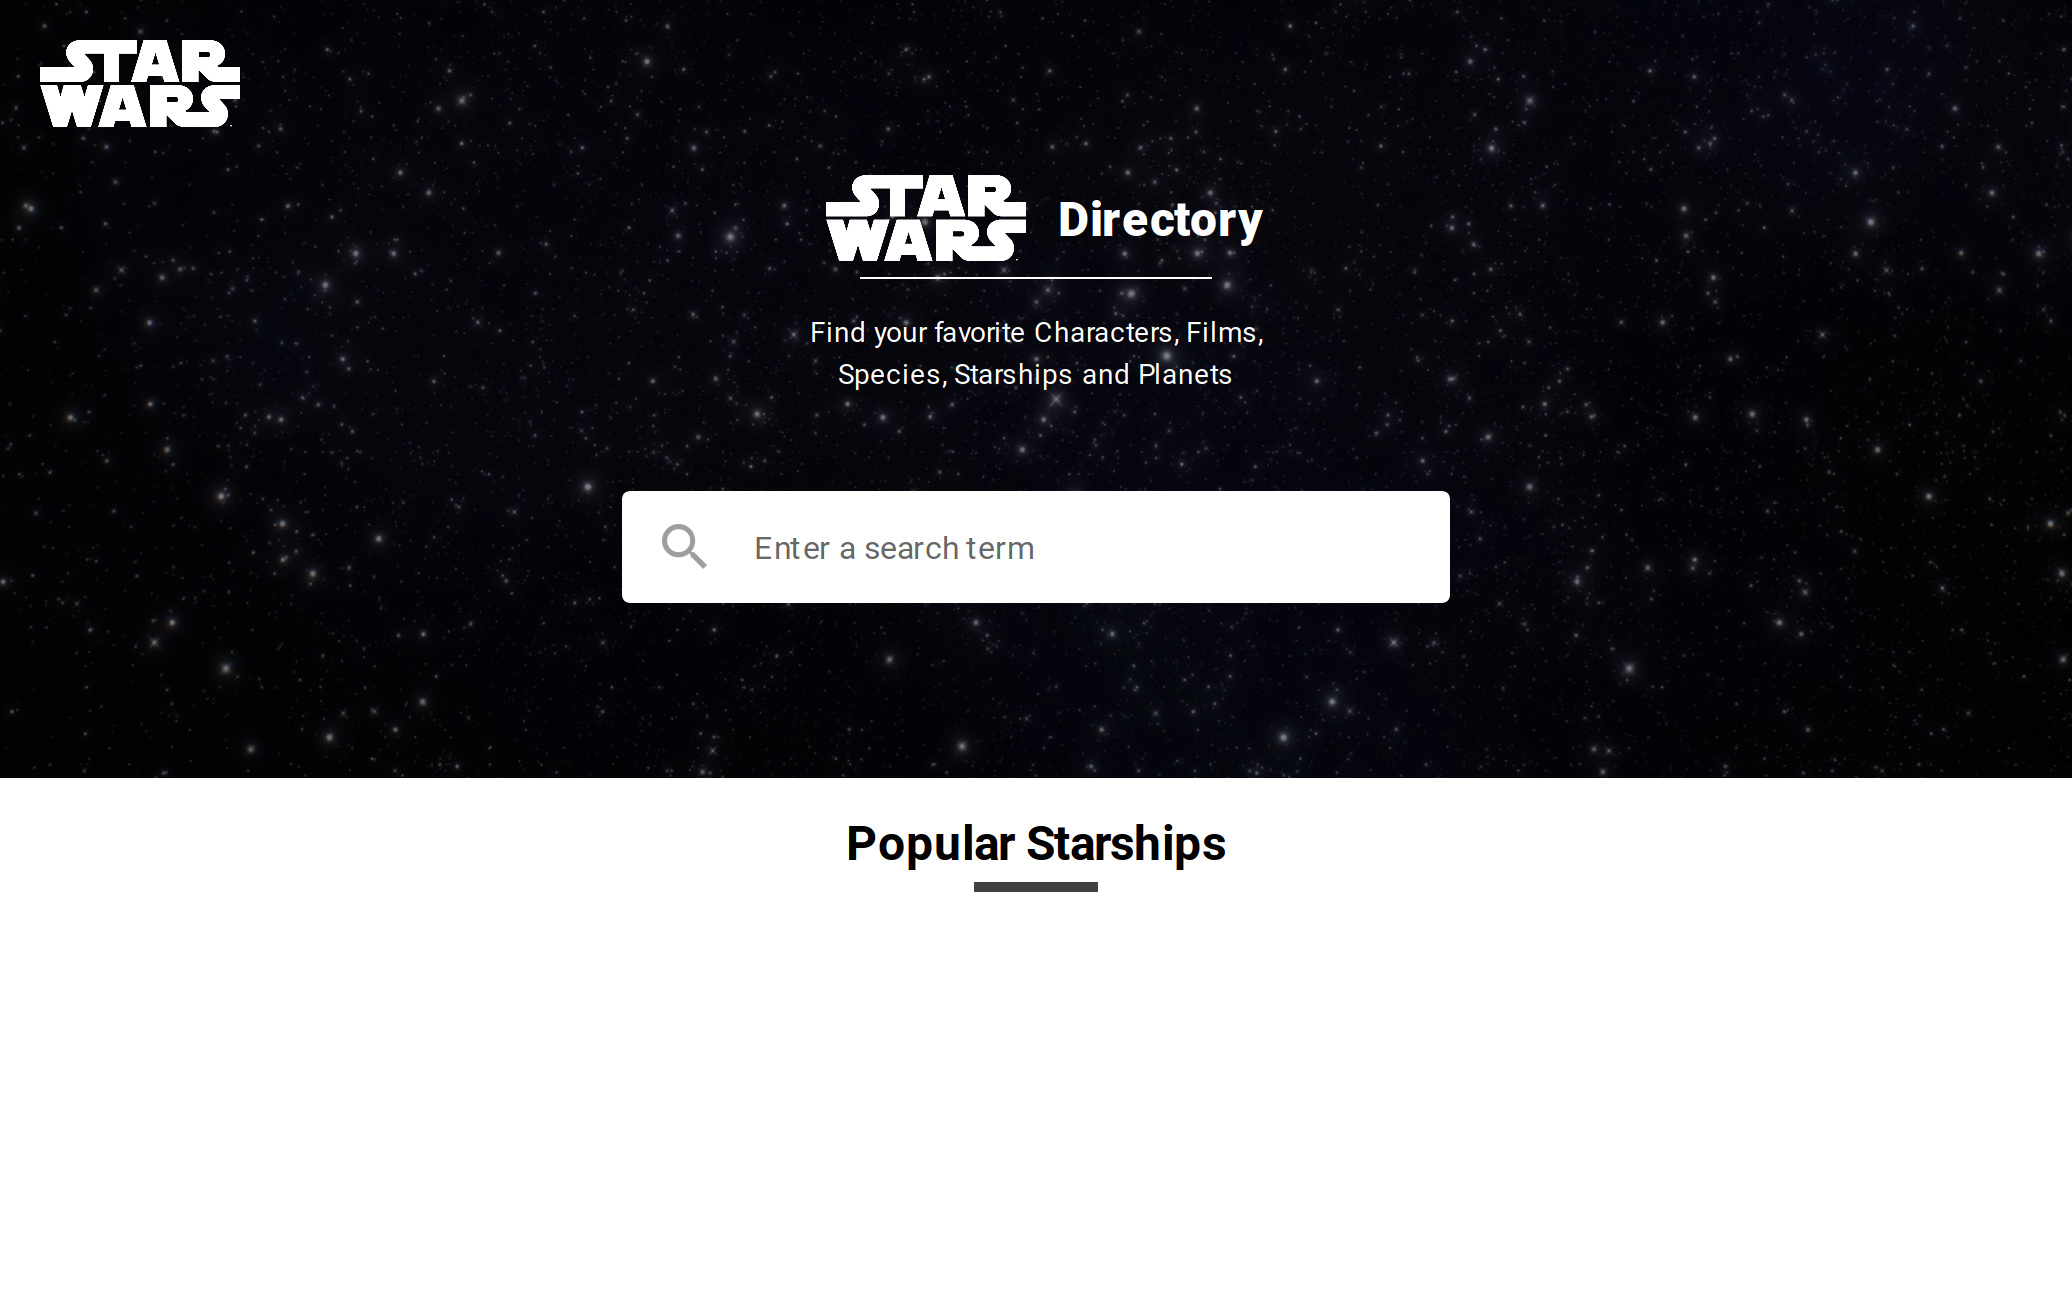 STAR
WARS
STAR
WARS
Directory
Find your favorite Characters, Films,
Species, Starships and Planets
Enter a search term
Popular Starships